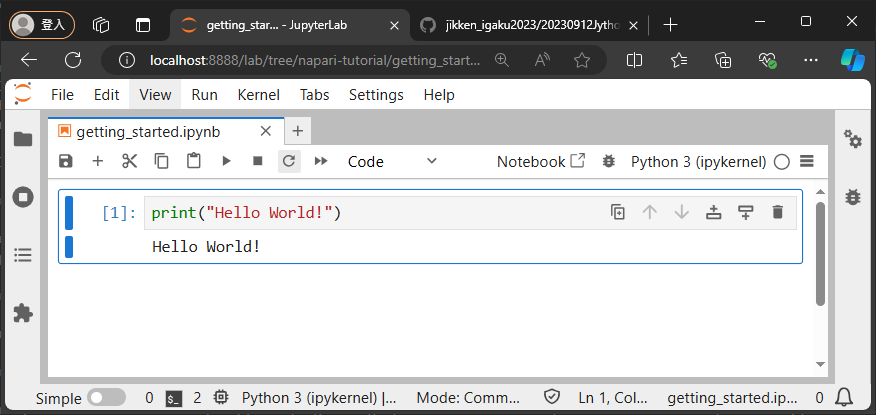 登入
getting_star... - JupyterLab
jikken_igaku2023/20230912Jytho
localhost:8888/lab/tree/napari-tutorial/getting_start...
File Edit View Run Kernel Tabs Settings Help
getting_started.ipynb
Code Notebook Python 3 (ipykernel)
[1]: print("Hello World!")
Hello World!
Simple 0 $_ 2 Python 3 (ipykernel) |... Mode: Comm... Ln 1, Col... getting_started.ip... 0